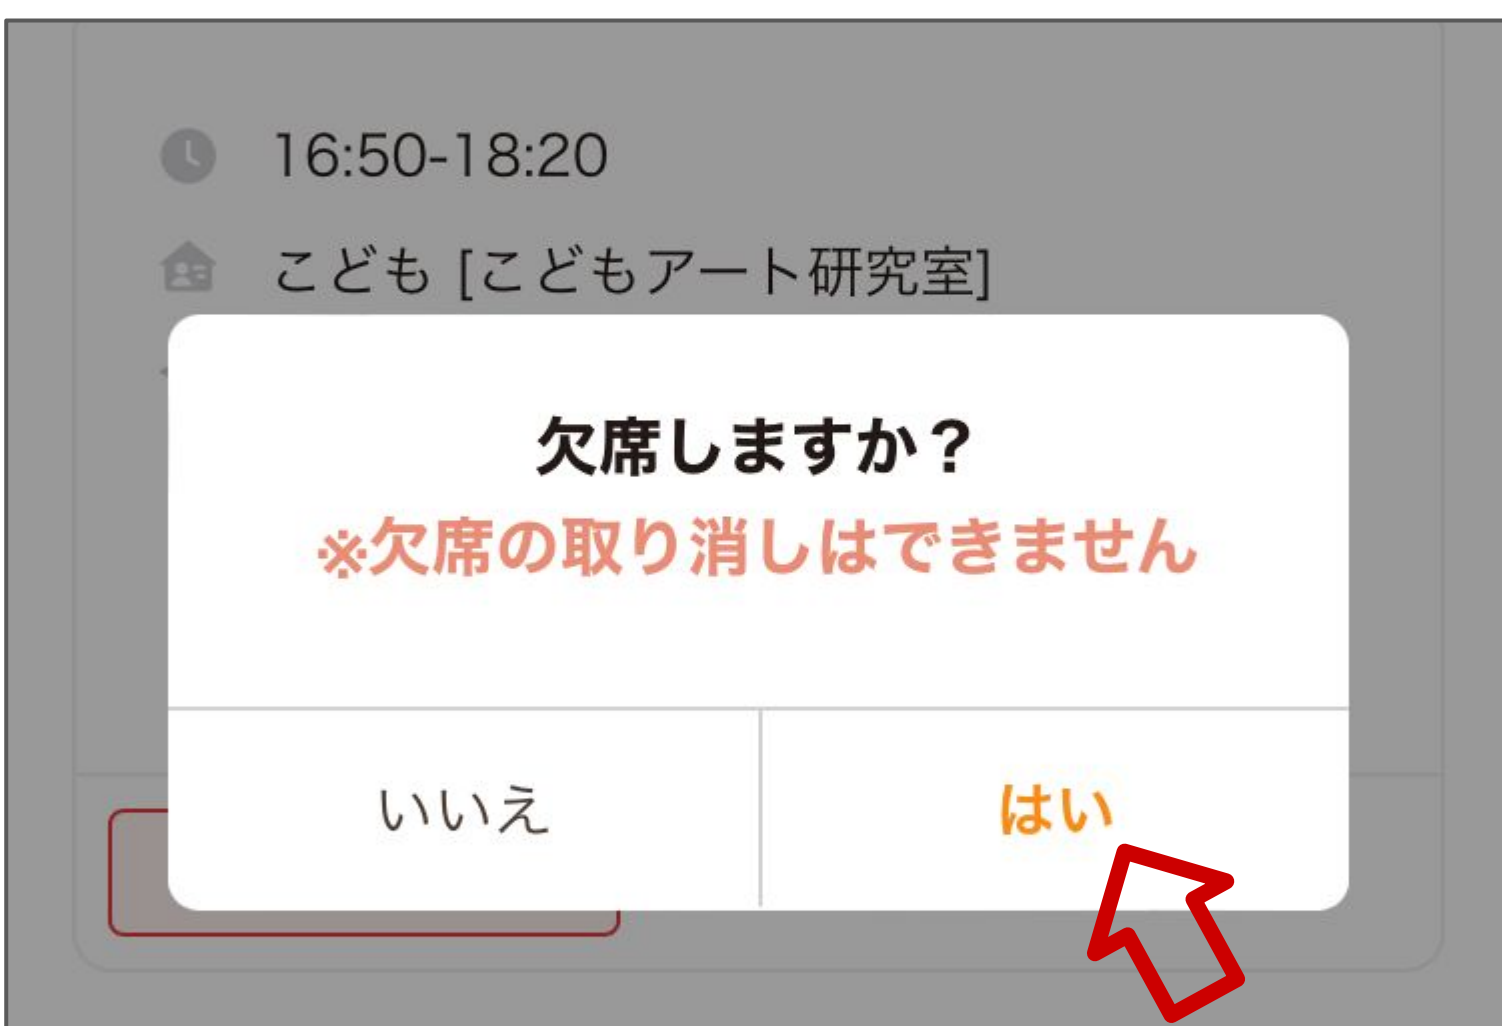 16:50-18:20
こども [こどもアート研究室]
欠席しますか？
※欠席の取り消しはできません
いいえ
はい